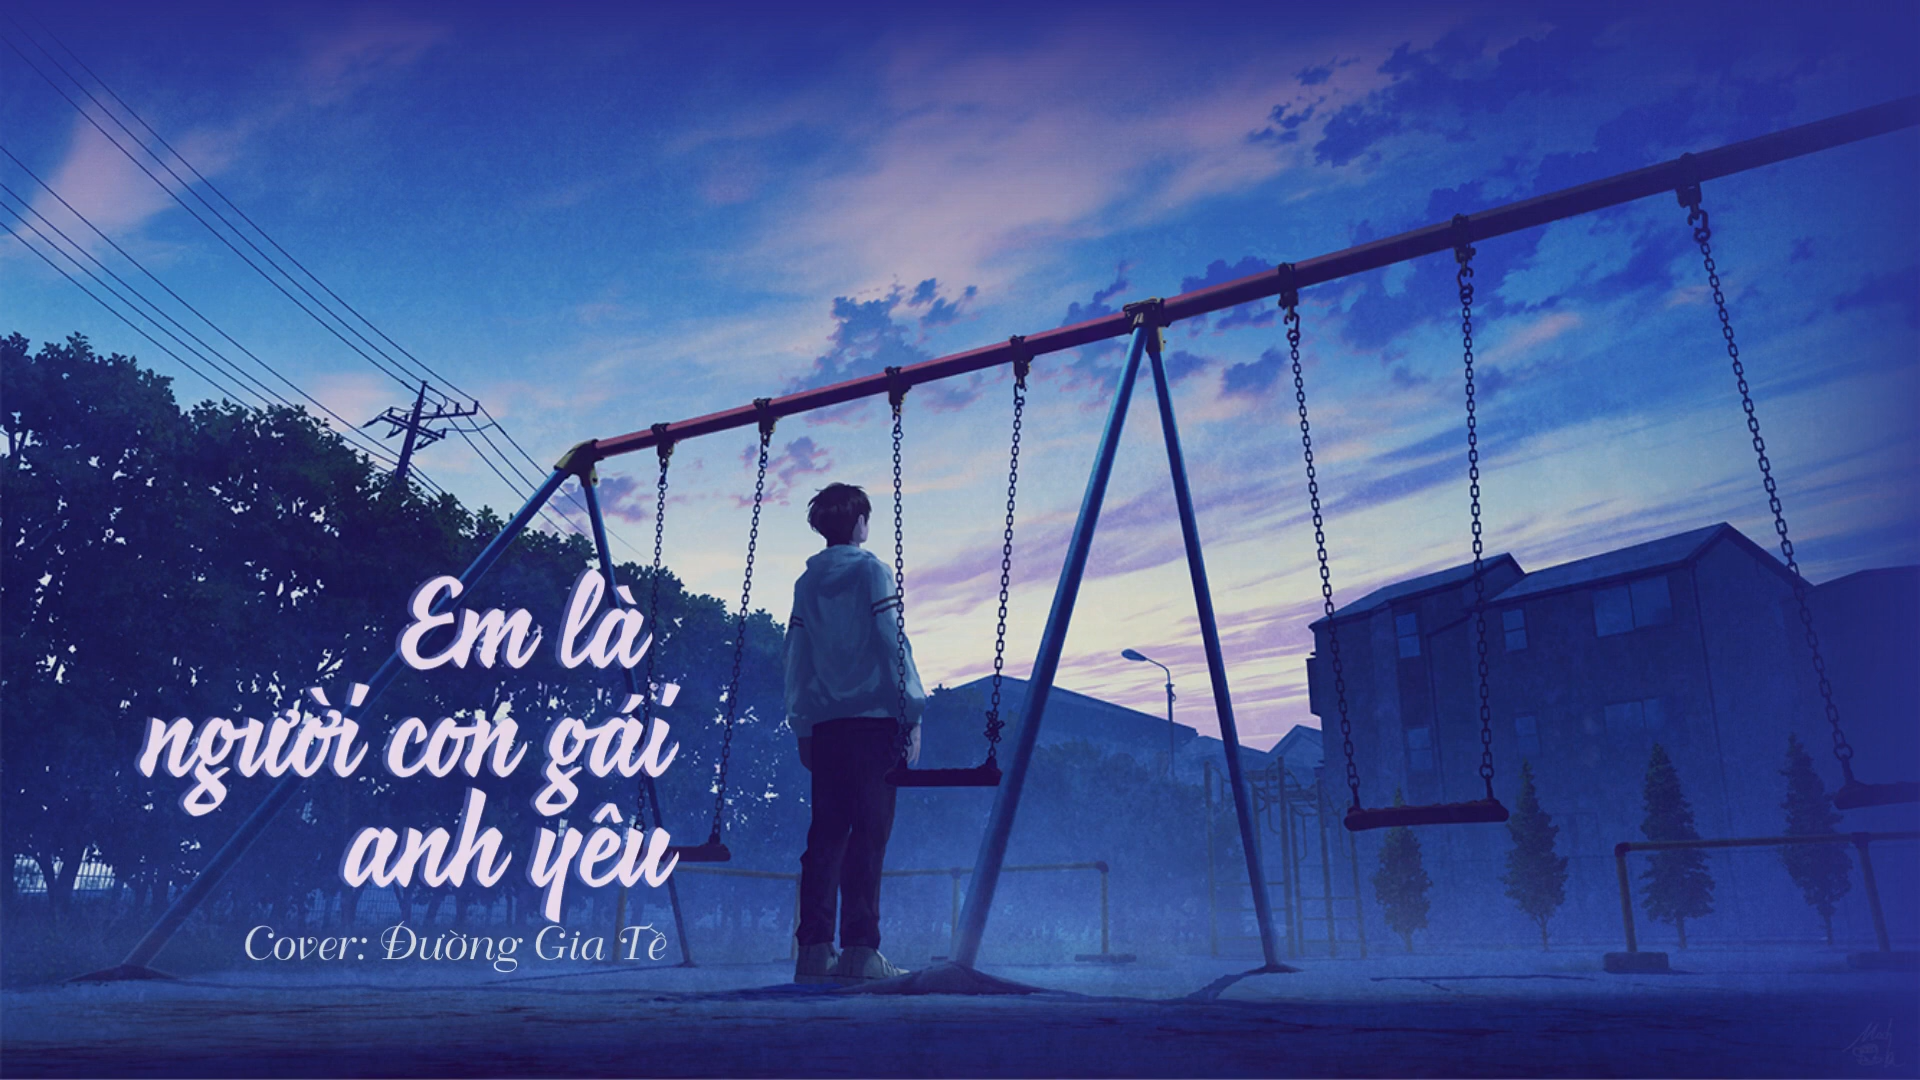 Em là
người con gái
anh yêu
Cover: Đường Gia Tề